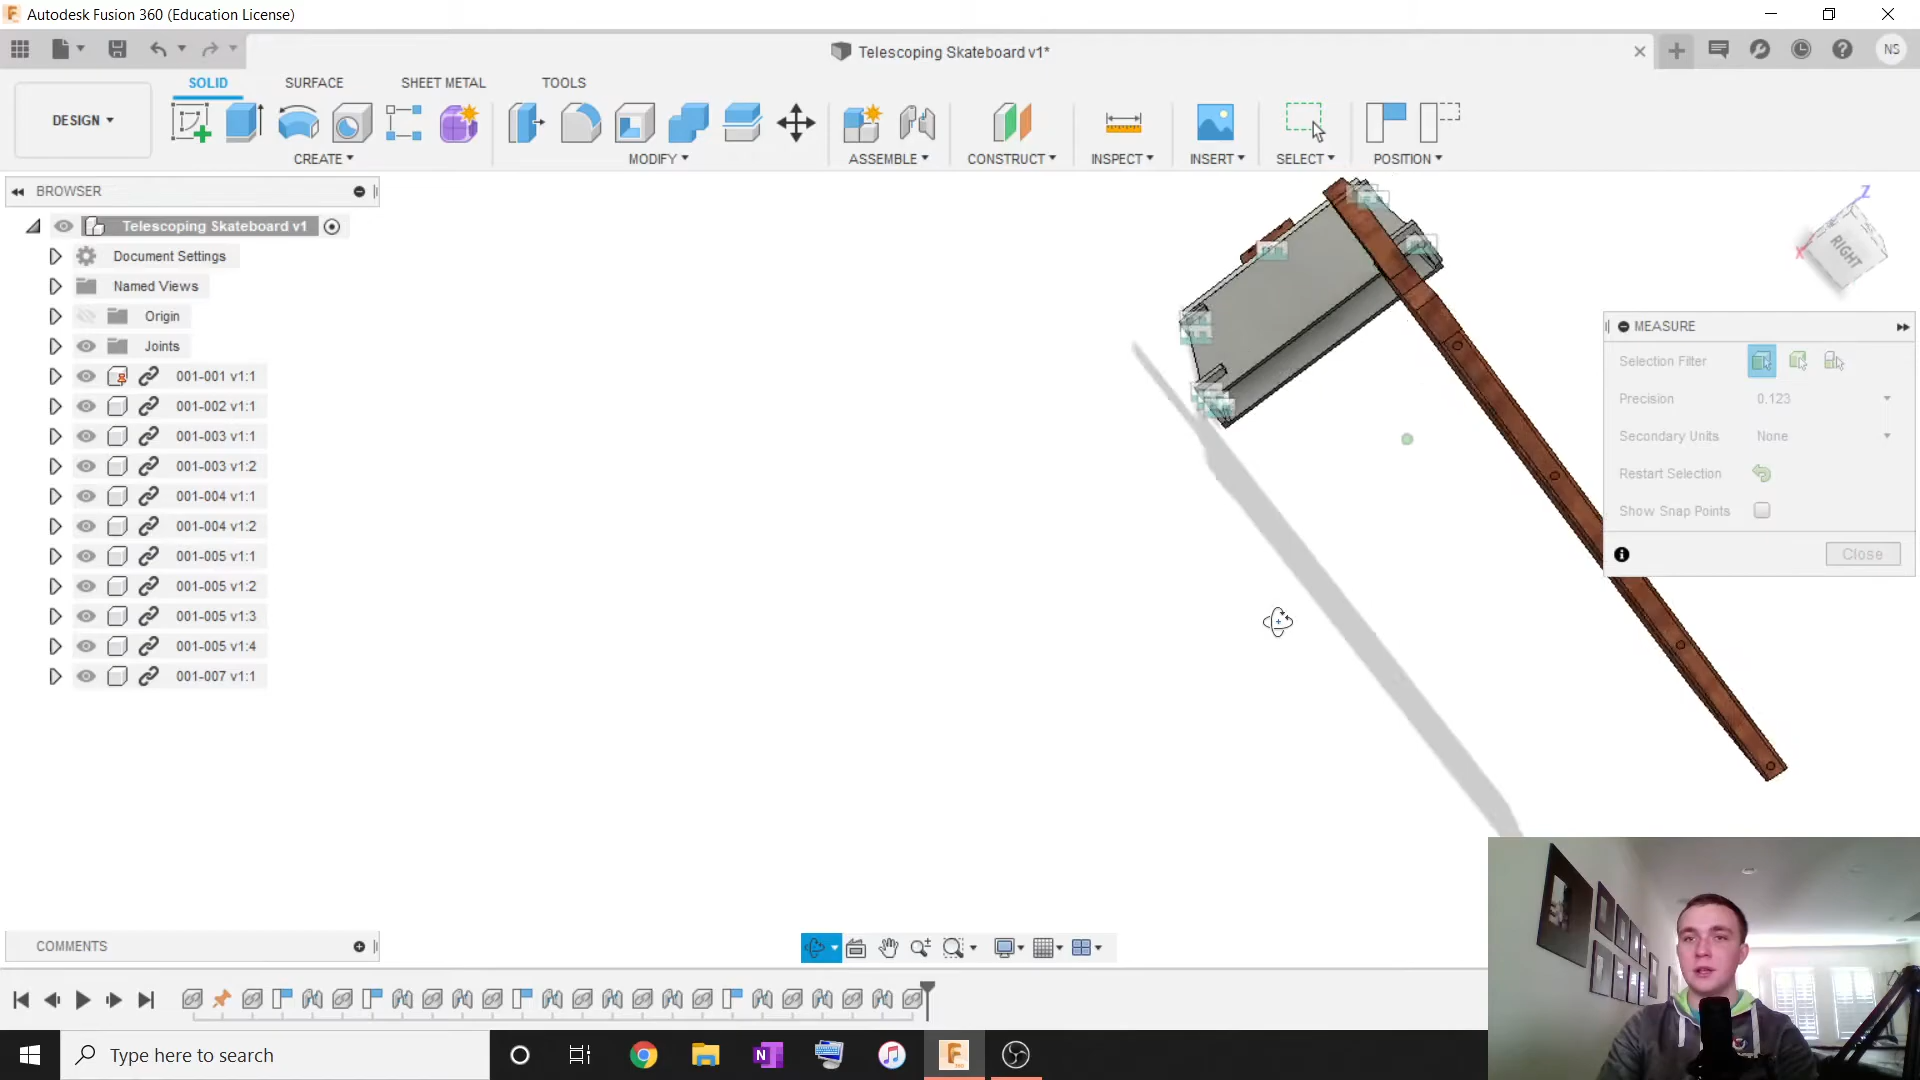 Autodesk Fusion 360 (Education License)
Telescoping Skateboard v1*
NS
DESIGN
SOLID SURFACE SHEET METAL TOOLS
CREATE MODIFY ASSEMBLE CONSTRUCT INSPECT INSERT SELECT POSITION
BROWSER
Telescoping Skateboard v1
Document Settings
Named Views
Origin
Joints
001-001 v1:1
001-002 v1:1
001-003 v1:1
001-003 v1:2
001-004 v1:1
001-004 v1:2
001-005 v1:1
001-005 v1:2
001-005 v1:3
001-005 v1:4
001-007 v1:1
Z
X
RIGHT
MEASURE
Selection Filter
Precision 0.123
Secondary Units None
Restart Selection
Show Snap Points
Close
COMMENTS
Type here to search